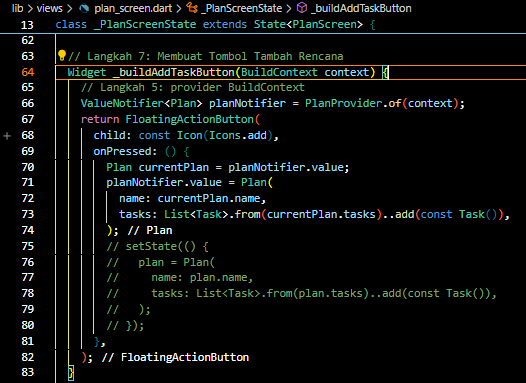 lib > views > plan_screen.dart > _PlanScreenState > _buildAddTaskButton
13 class _PlanScreenState extends State<PlanScreen> {
62
63 // Langkah 7: Membuat Tombol Tambah Rencana
64 Widget _buildAddTaskButton(BuildContext context) {
65 // Langkah 5: provider BuildContext
66 ValueNotifier<Plan> planNotifier = PlanProvider.of(context);
67 return FloatingActionButton(
68 child: const Icon(Icons.add),
69 onPressed: () {
70 Plan currentPlan = planNotifier.value;
71 planNotifier.value = Plan(
72 name: currentPlan.name,
73 tasks: List<Task>.from(currentPlan.tasks)..add(const Task()),
74 ); // Plan
75 // setState(() {
76 //  plan = Plan(
77 //    name: plan.name,
78 //    tasks: List<Task>.from(plan.tasks)..add(const Task()),
79 //  );
80 // });
81 },
82 ); // FloatingActionButton
83 }